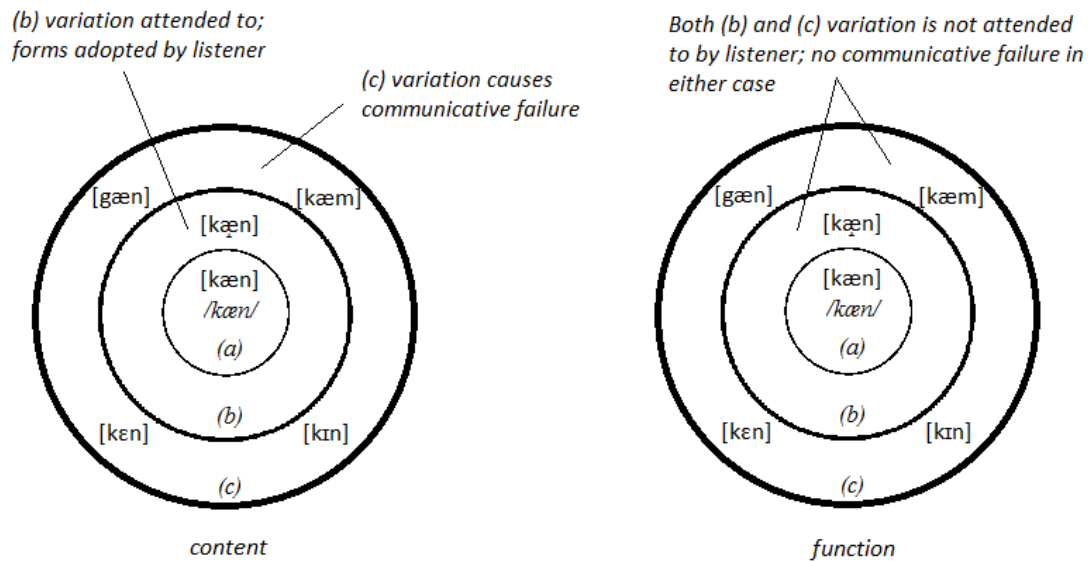 (b) variation attended to;
forms adopted by listener
(c) variation causes
communicative failure
[gæn]
[kæm]
[kæ̞n]
[kæn]
/kæn/
(a)
(b)
[kɛn]
[kɪn]
(c)
content
Both (b) and (c) variation is not attended
to by listener; no communicative failure in
either case
[gæn]
[kæm]
[kæ̞n]
[kæn]
/kæn/
(a)
(b)
[kɛn]
[kɪn]
(c)
function